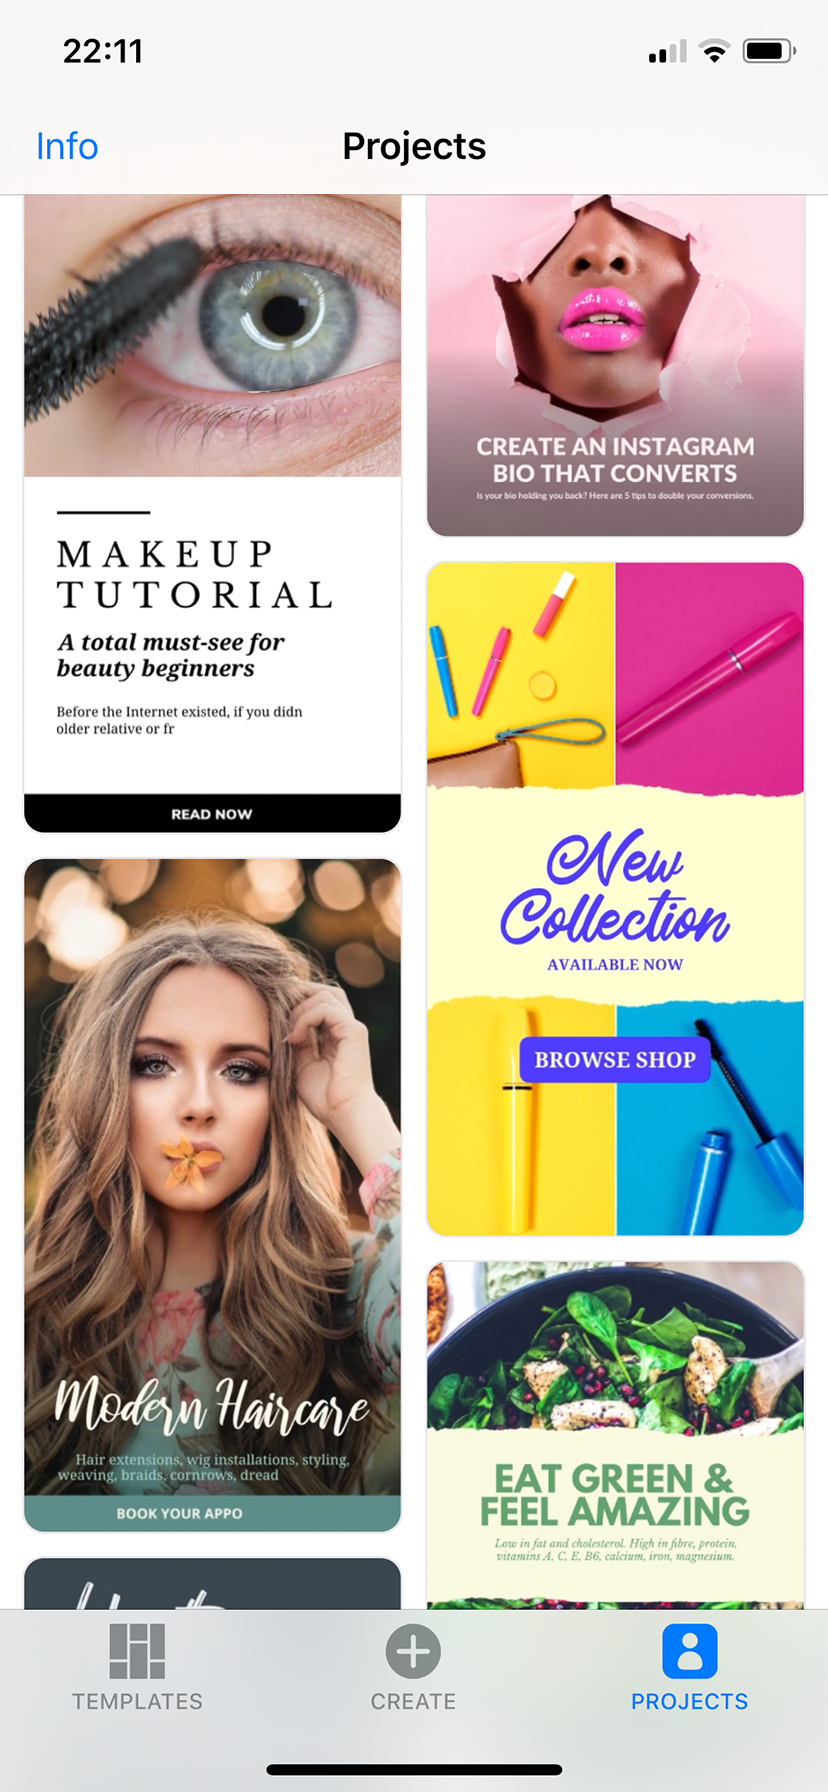 22:11
Info
Projects
MAKEUP
TUTORIAL
A total must-see for
beauty beginners
Before the Internet existed, if you didn
older relative or fr
READ NOW
CREATE AN INSTAGRAM
BIO THAT CONVERTS
Is your bio holding you back? Here are 5 tips to double your conversions.
New
Collection
AVAILABLE NOW
BROWSE SHOP
Modern Haircare
Hair extensions, wig installations, styling,
weaving, braids, cornrows, dread
BOOK YOUR APPO
EAT GREEN &
FEEL AMAZING
Low in fat and cholesterol. High in fibre, protein,
vitamins A, C, E, B6, calcium, iron, magnesium.
TEMPLATES
CREATE
PROJECTS